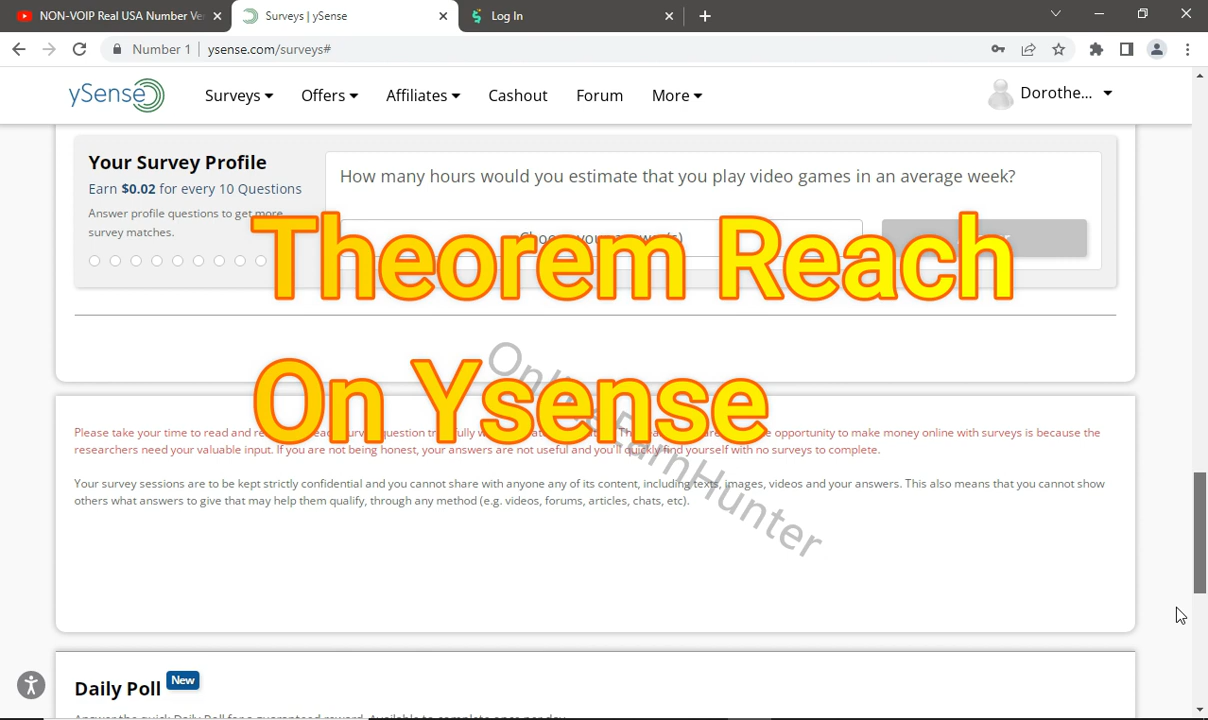 NON-VOIP Real USA Number Ve
Surveys | ySense
Log In
Number 1
ysense.com/surveys#
ySense
Surveys
Offers
Affiliates
Cashout
Forum
More
Dorothe...
Your Survey Profile
Earn $0.02 for every 10 Questions
Answer profile questions to get more
survey matches.
How many hours would you estimate that you play video games in an average week?
Theorem Reach
On Ysense
Please take your time to read and opportunity to make money online with surveys is because the
researchers need your valuable input. If you are not being honest, your answers are not useful and you'll quickly find yourself with no surveys to complete.
Your survey sessions are to be kept strictly confidential and you cannot share with anyone any of its content, including texts, images, videos and your answers. This also means that you cannot show
others what answers to give that may help them qualify, through any method (e.g. videos, forums, articles, chats, etc).
EarnHunter
Daily Poll
New